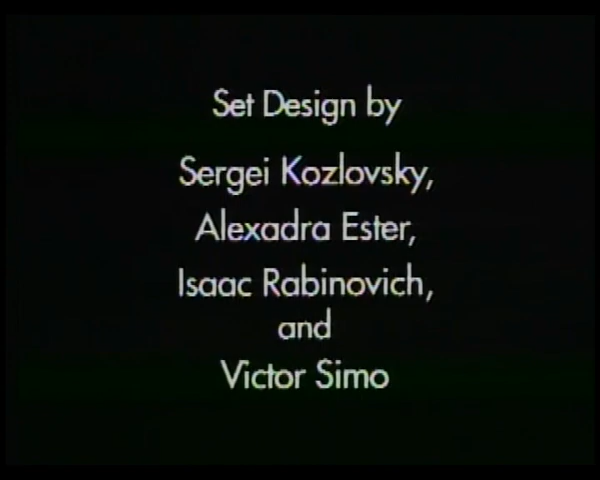 Set Design by
Sergei Kozlovsky,
Alexadra Ester,
Isaac Rabinovich,
and
Victor Simo